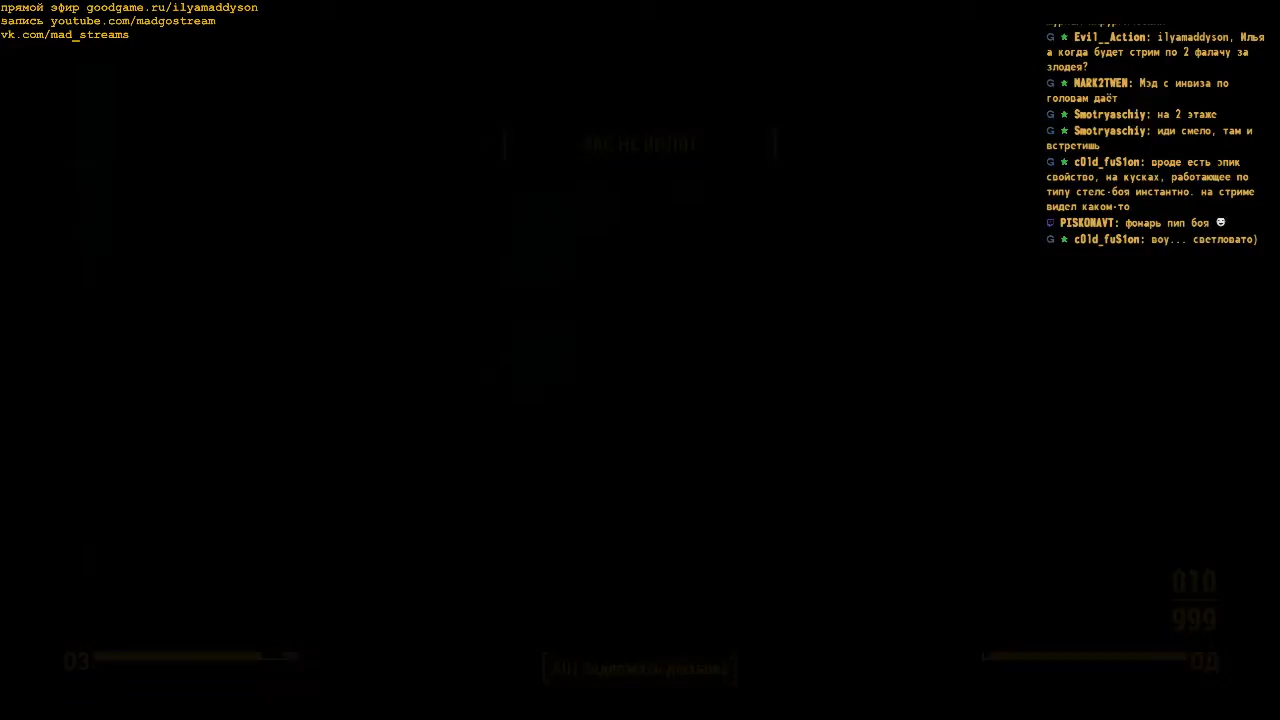 прямой эфир goodgame.ru/ilyamaddyson
запись youtube.com/madgostream
vk.com/mad_streams
G Evil__Action: ilyamaddyson, Илья
а когда будет стрим по 2 фалачу за
злодея?
G MARK2TWEN: Мэд с инвиза по
головам даёт
G Smotryaschiy: на 2 этаже
G Smotryaschiy: иди смело, там и
встретишь
G c0ld_fuS1on: вроде есть эпик
свойство, на кусках, работающее по
типу стелс-боя инстантно. на стриме
видел каком-то
PISKONAVT: фонарь пип боя
G c0ld_fuS1on: воу... светловато)
010
999
ОЗ
ОД